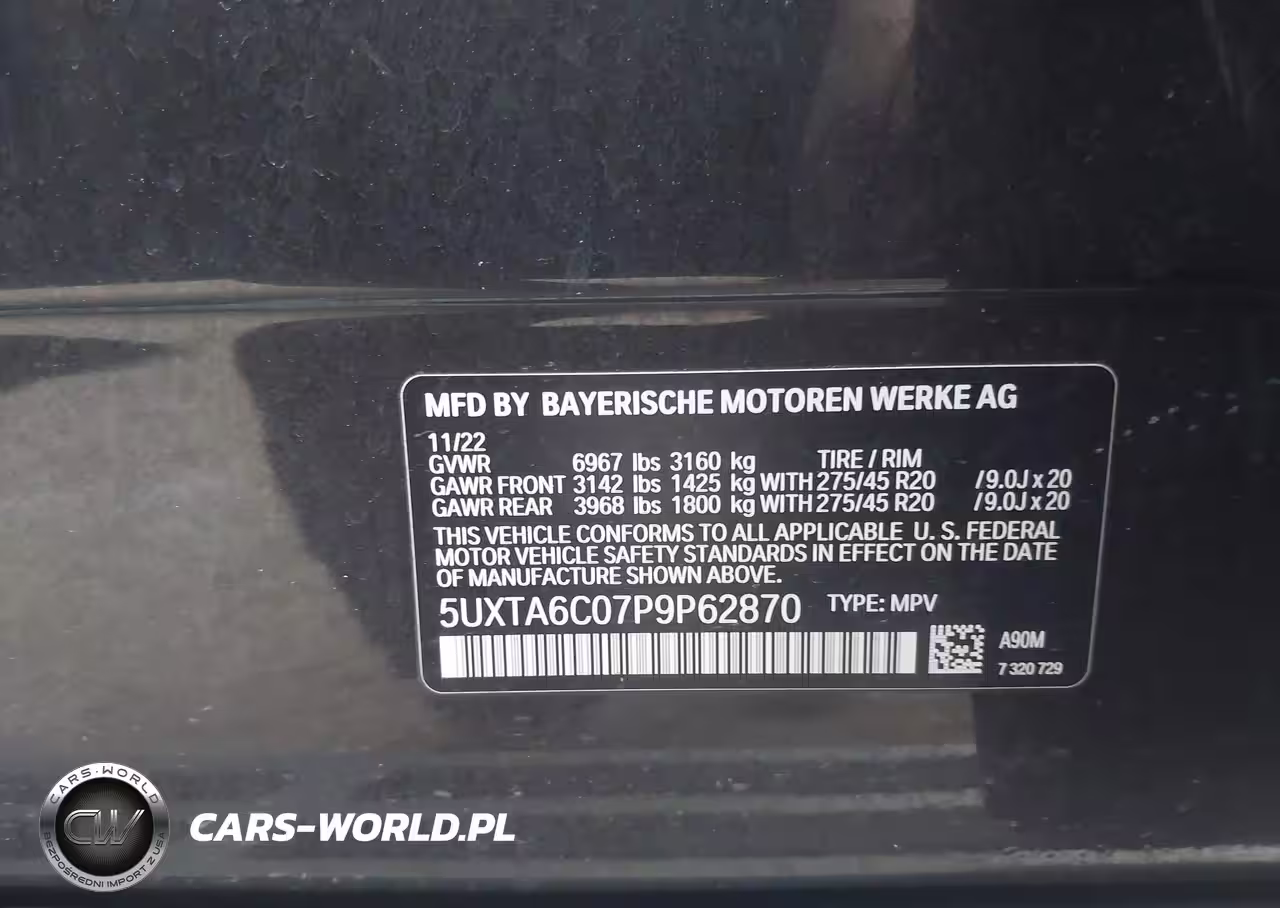 MFD BY BAYERISCHE MOTOREN WERKE AG
11/22
GVWR 6967 lbs 3160 kg TIRE / RIM
GAWR FRONT 3142 lbs 1425 kg WITH 275/45 R20 /9.0J x 20
GAWR REAR 3968 lbs 1800 kg WITH 275/45 R20 /9.0J x 20
THIS VEHICLE CONFORMS TO ALL APPLICABLE U. S. FEDERAL
MOTOR VEHICLE SAFETY STANDARDS IN EFFECT ON THE DATE
OF MANUFACTURE SHOWN ABOVE.
5UXTA6C07P9P62870 TYPE: MPV
A90M
7 320 729
CARS-WORLD
CW
BEZPOŚREDNI IMPORT Z USA
CARS-WORLD.PL